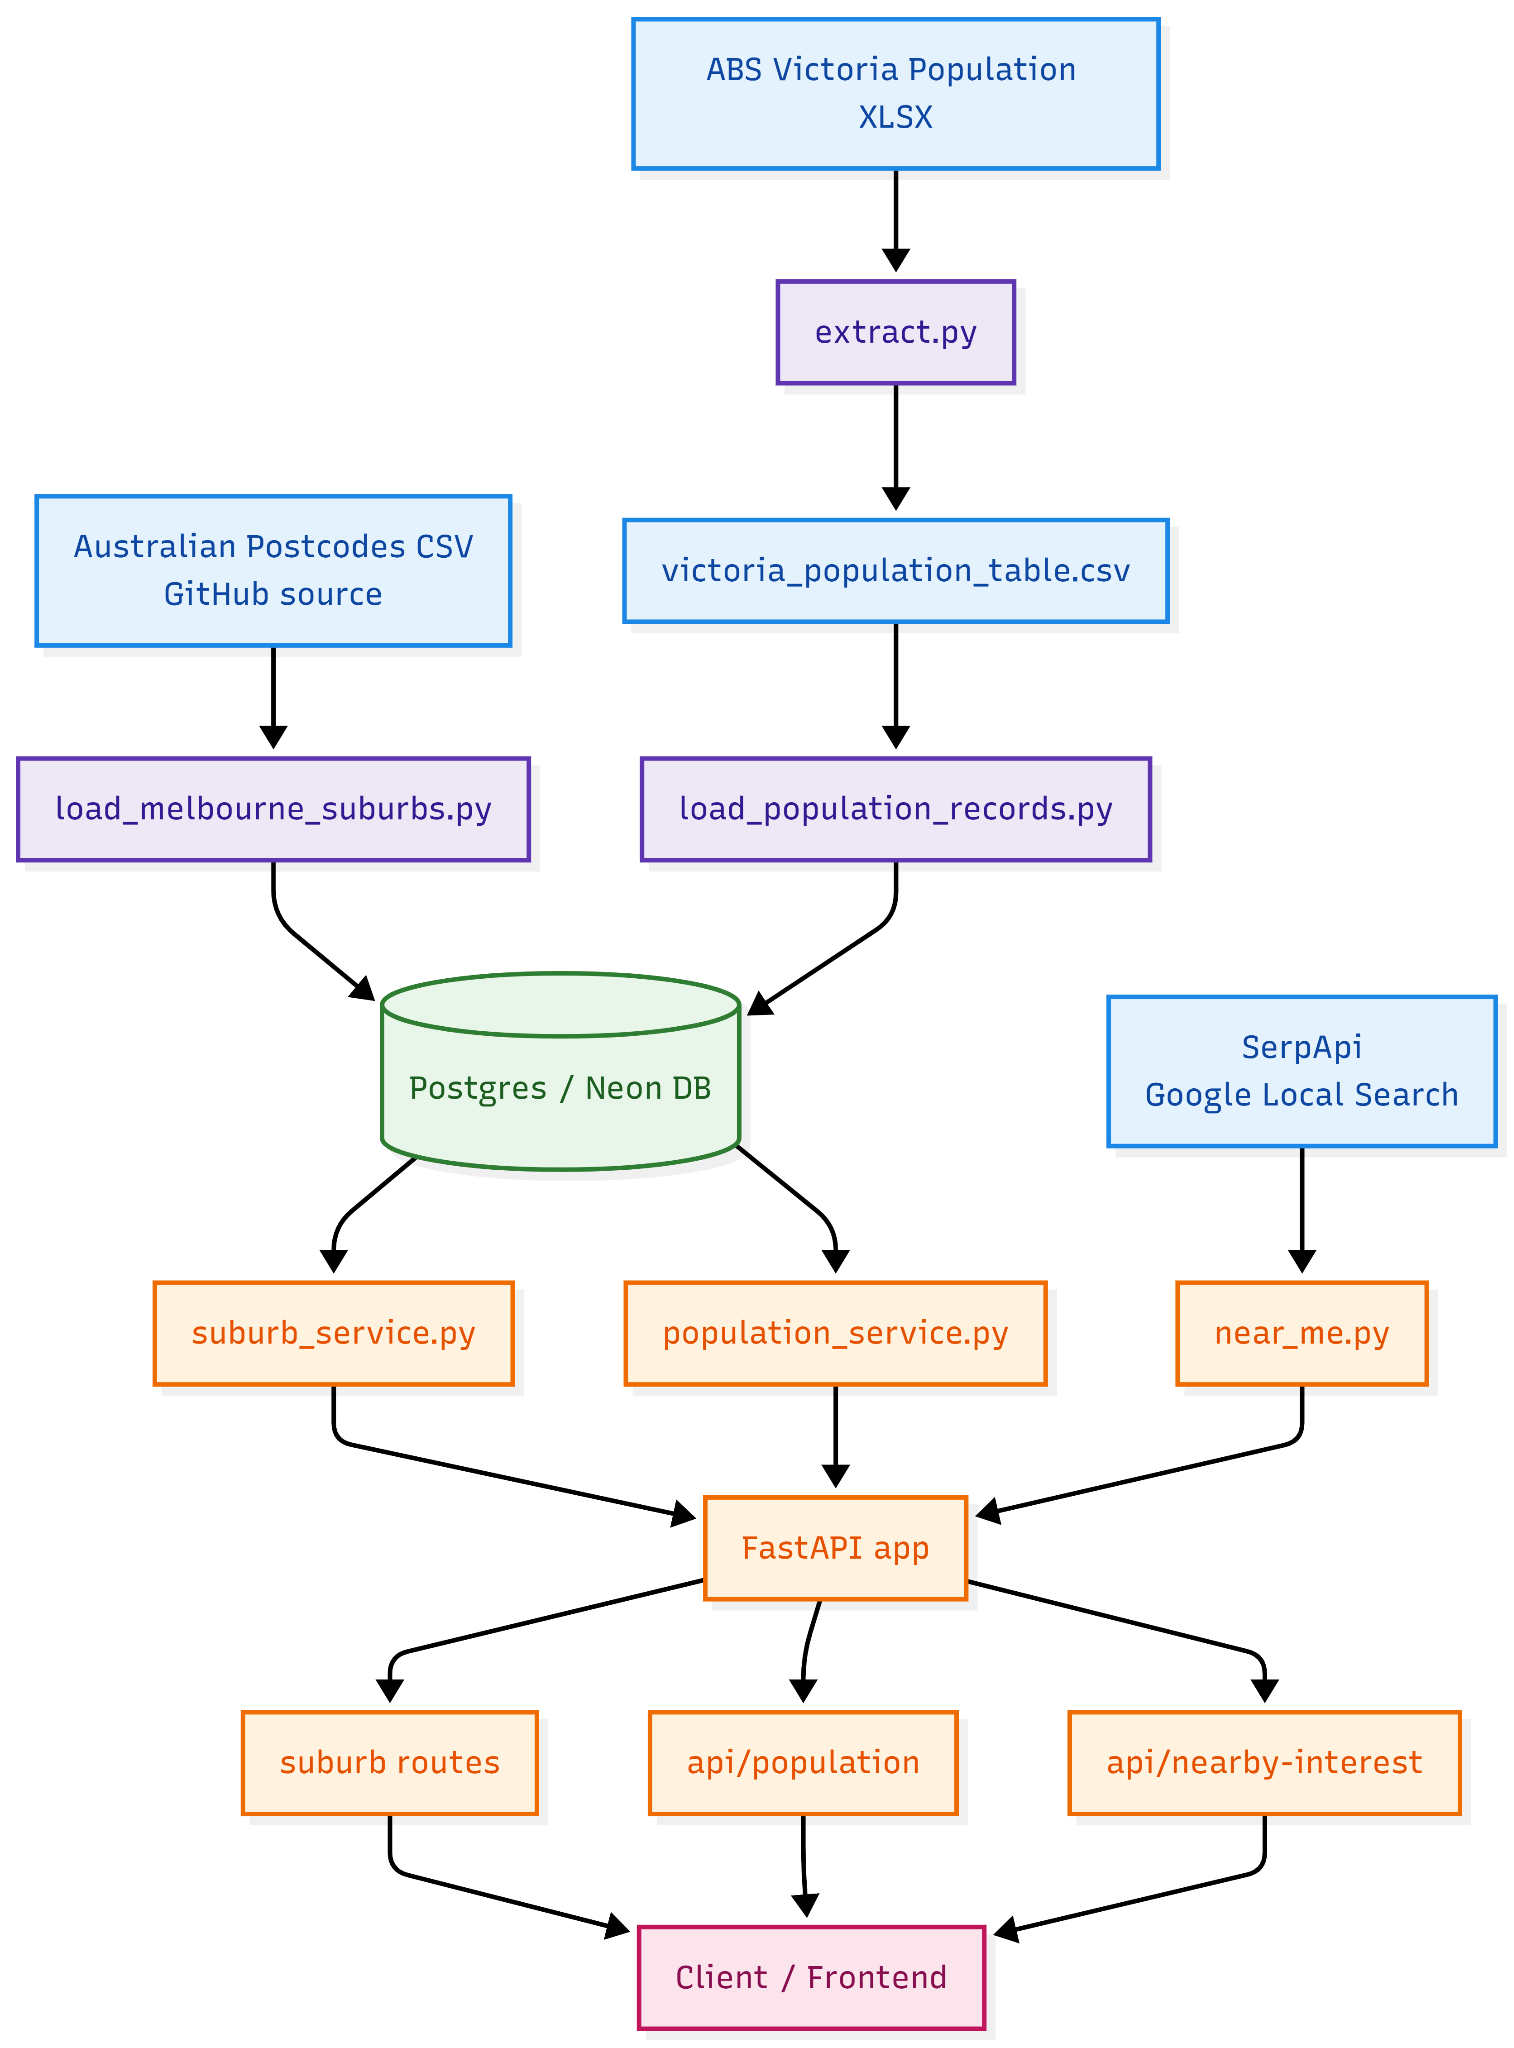 ABS Victoria Population
XLSX
extract.py
Australian Postcodes CSV
GitHub source
victoria_population_table.csv
load_melbourne_suburbs.py
load_population_records.py
Postgres / Neon DB
SerpApi
Google Local Search
suburb_service.py
population_service.py
near_me.py
FastAPI app
suburb routes
api/population
api/nearby-interest
Client / Frontend